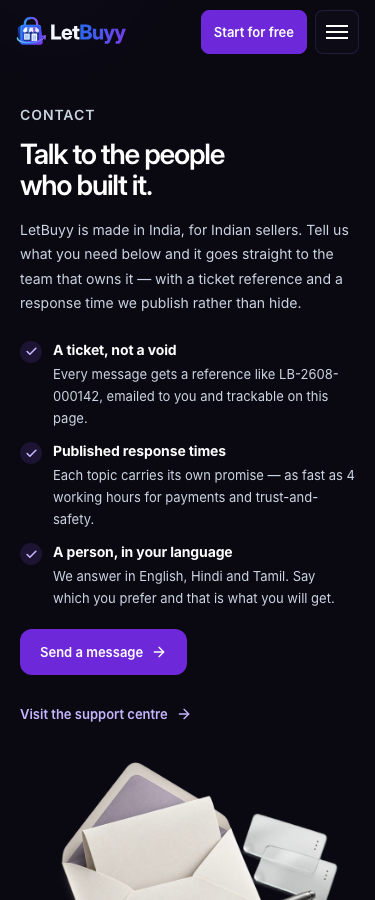 LetBuyy
Start for free
CONTACT
Talk to the people
who built it.
LetBuyy is made in India, for Indian sellers. Tell us
what you need below and it goes straight to the
team that owns it — with a ticket reference and a
response time we publish rather than hide.
A ticket, not a void
Every message gets a reference like LB-2608-
000142, emailed to you and trackable on this
page.
Published response times
Each topic carries its own promise — as fast as 4
working hours for payments and trust-and-
safety.
A person, in your language
We answer in English, Hindi and Tamil. Say
which you prefer and that is what you will get.
Send a message
Visit the support centre